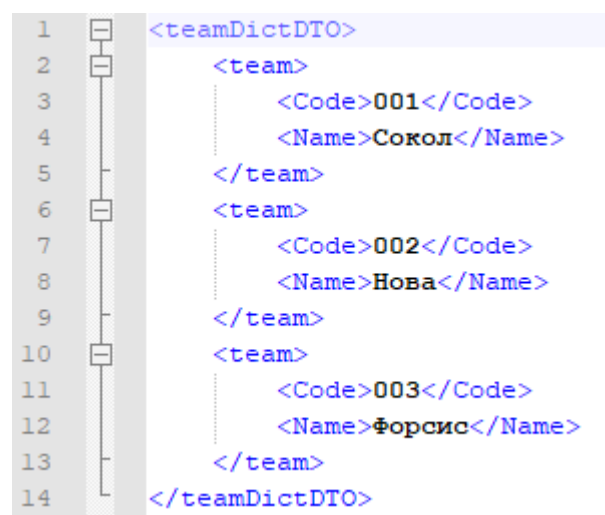 1 <teamDictDTO>
2 <team>
3 <Code>001</Code>
4 <Name>Сокол</Name>
5 </team>
6 <team>
7 <Code>002</Code>
8 <Name>Нова</Name>
9 </team>
10 <team>
11 <Code>003</Code>
12 <Name>Форсис</Name>
13 </team>
14 </teamDictDTO>